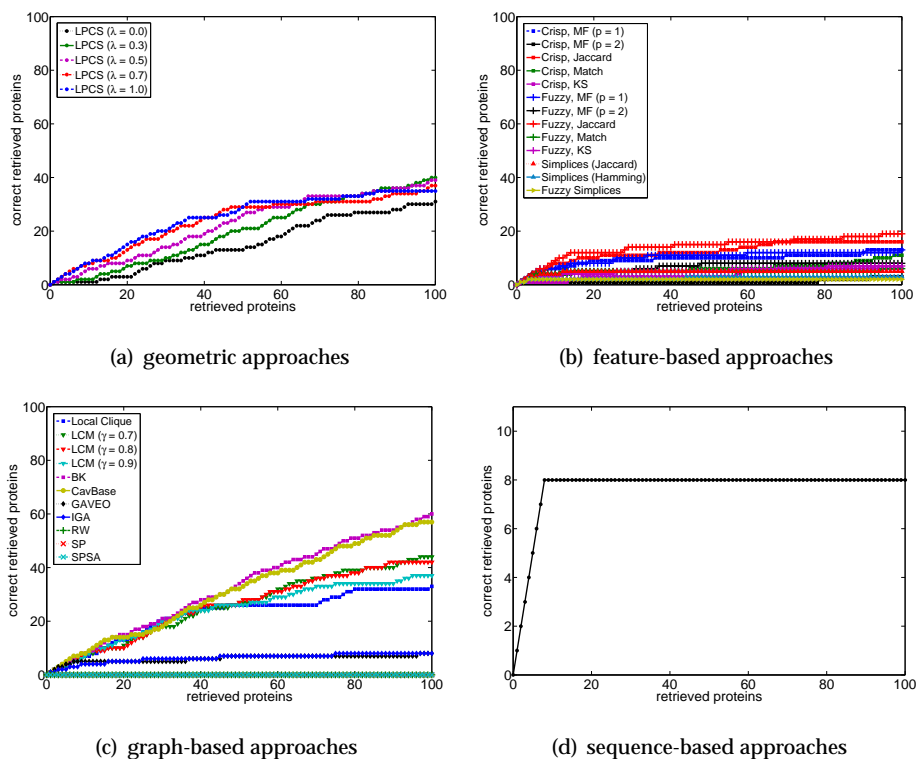 100
80
60
40
20
0
correct retrieved proteins
LPCS (λ = 0.0)
LPCS (λ = 0.3)
LPCS (λ = 0.5)
LPCS (λ = 0.7)
LPCS (λ = 1.0)
0 20 40 60 80 100
retrieved proteins
(a) geometric approaches
100
80
60
40
20
0
correct retrieved proteins
Crisp, MF (p = 1)
Crisp, MF (p = 2)
Crisp, Jaccard
Crisp, Match
Crisp, KS
Fuzzy, MF (p = 1)
Fuzzy, MF (p = 2)
Fuzzy, Jaccard
Fuzzy, Match
Fuzzy, KS
Simplices (Jaccard)
Simplices (Hamming)
Fuzzy Simplices
0 20 40 60 80 100
retrieved proteins
(b) feature-based approaches
100
80
60
40
20
0
correct retrieved proteins
Local Clique
LCM (γ = 0.7)
LCM (γ = 0.8)
LCM (γ = 0.9)
BK
CavBase
GAVEO
IGA
RW
SP
SPSA
0 20 40 60 80 100
retrieved proteins
(c) graph-based approaches
10
8
6
4
2
0
correct retrieved proteins
0 20 40 60 80 100
retrieved proteins
(d) sequence-based approaches